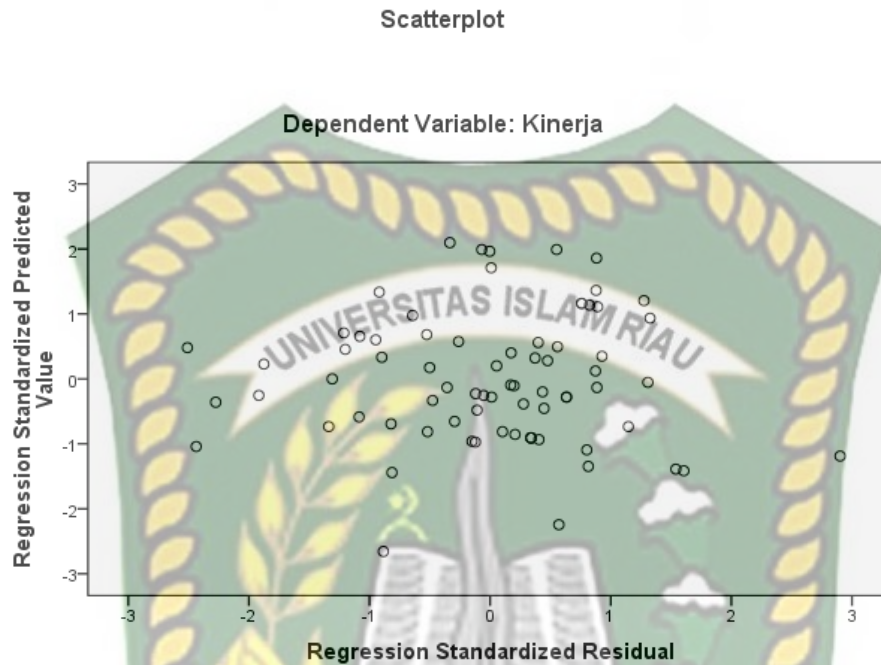 Scatterplot
Dependent Variable: Kinerja
Regression Standardized Predicted
Value
3
2
1
0
-1
-2
-3
UNIVERSITAS ISLAM RIAU
-3
-2
-1
0
1
2
3
Regression Standardized Residual